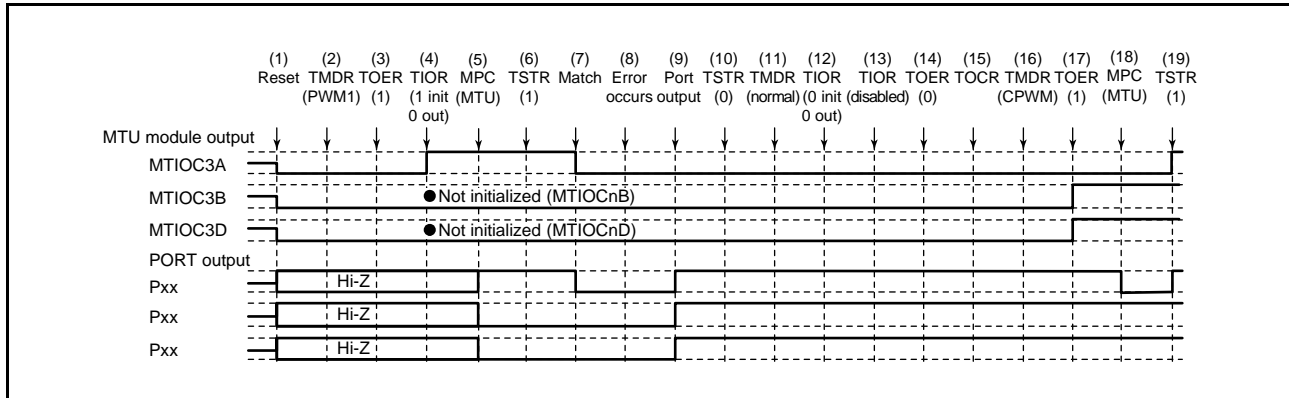 (1) (2) (3) (4) (5) (6) (7) (8) (9) (10) (11) (12) (13) (14) (15) (16) (17) (18) (19)
Reset TMDR TOER TIOR MPC TSTR Match Error Port TSTR TMDR TIOR TIOR TOER TOCR TMDR TOER MPC TSTR
(PWM1) (1) (1 init (MTU) (1) occurs output (0) (normal) (0 init (disabled) (0) (CPWM) (1) (MTU) (1)
0 out) 0 out)
MTU module output
MTIOC3A
MTIOC3B ●Not initialized (MTIOCnB)
MTIOC3D ●Not initialized (MTIOCnD)
PORT output
Pxx Hi-Z
Pxx Hi-Z
Pxx Hi-Z